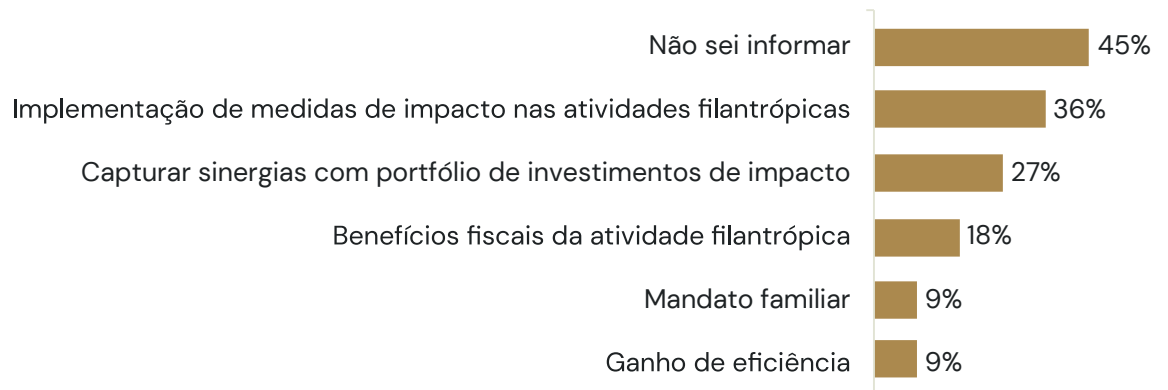 Não sei informar 45%
Implementação de medidas de impacto nas atividades filantrópicas 36%
Capturar sinergias com portfólio de investimentos de impacto 27%
Benefícios fiscais da atividade filantrópica 18%
Mandato familiar 9%
Ganho de eficiência 9%